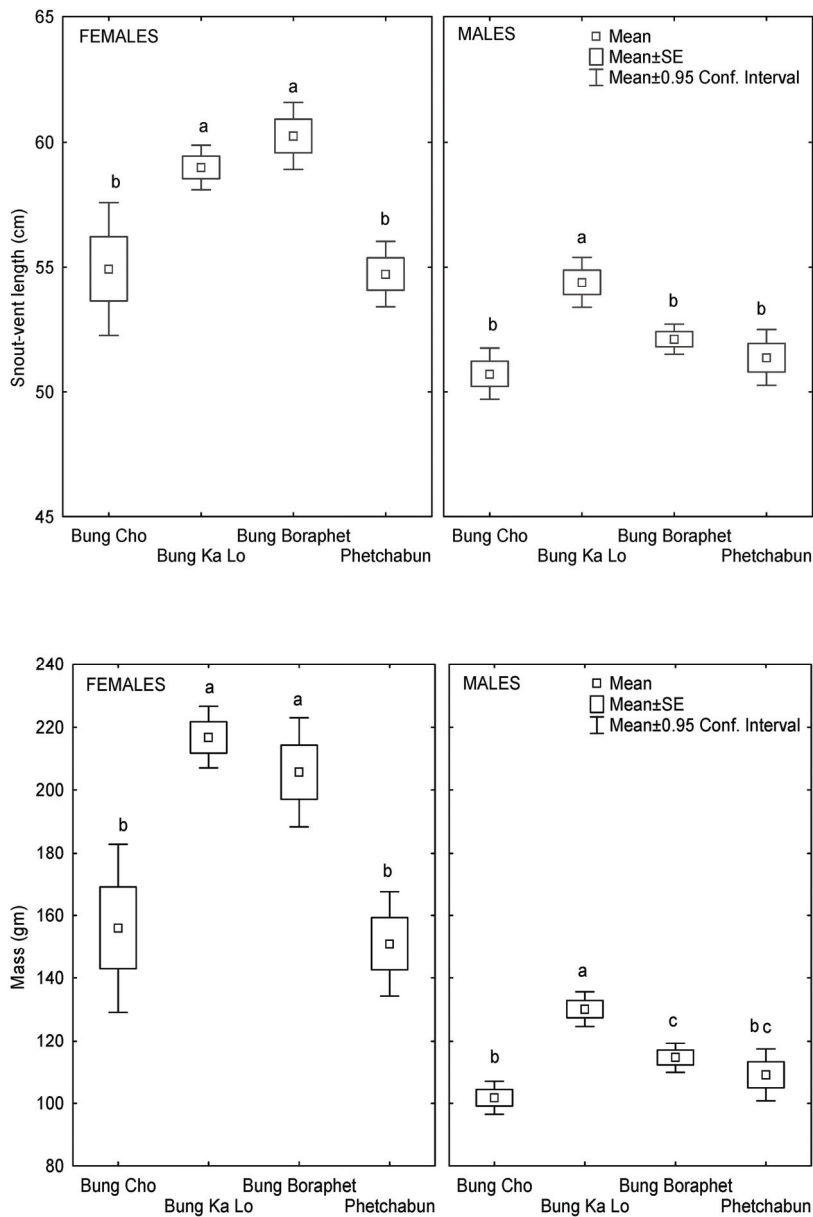 65
60
55
50
45
Snout-vent length (cm)
FEMALES
b
a
a
b
MALES
Mean
Mean±SE
Mean±0.95 Conf. Interval
b
a
b
b
Bung Cho
Bung Ka Lo
Bung Boraphet
Phetchabun
Bung Cho
Bung Ka Lo
Bung Boraphet
Phetchabun
240
220
200
180
160
140
120
100
80
Mass (gm)
FEMALES
b
a
a
b
MALES
Mean
Mean±SE
Mean±0.95 Conf. Interval
b
a
c
b c
Bung Cho
Bung Ka Lo
Bung Boraphet
Phetchabun
Bung Cho
Bung Ka Lo
Bung Boraphet
Phetchabun